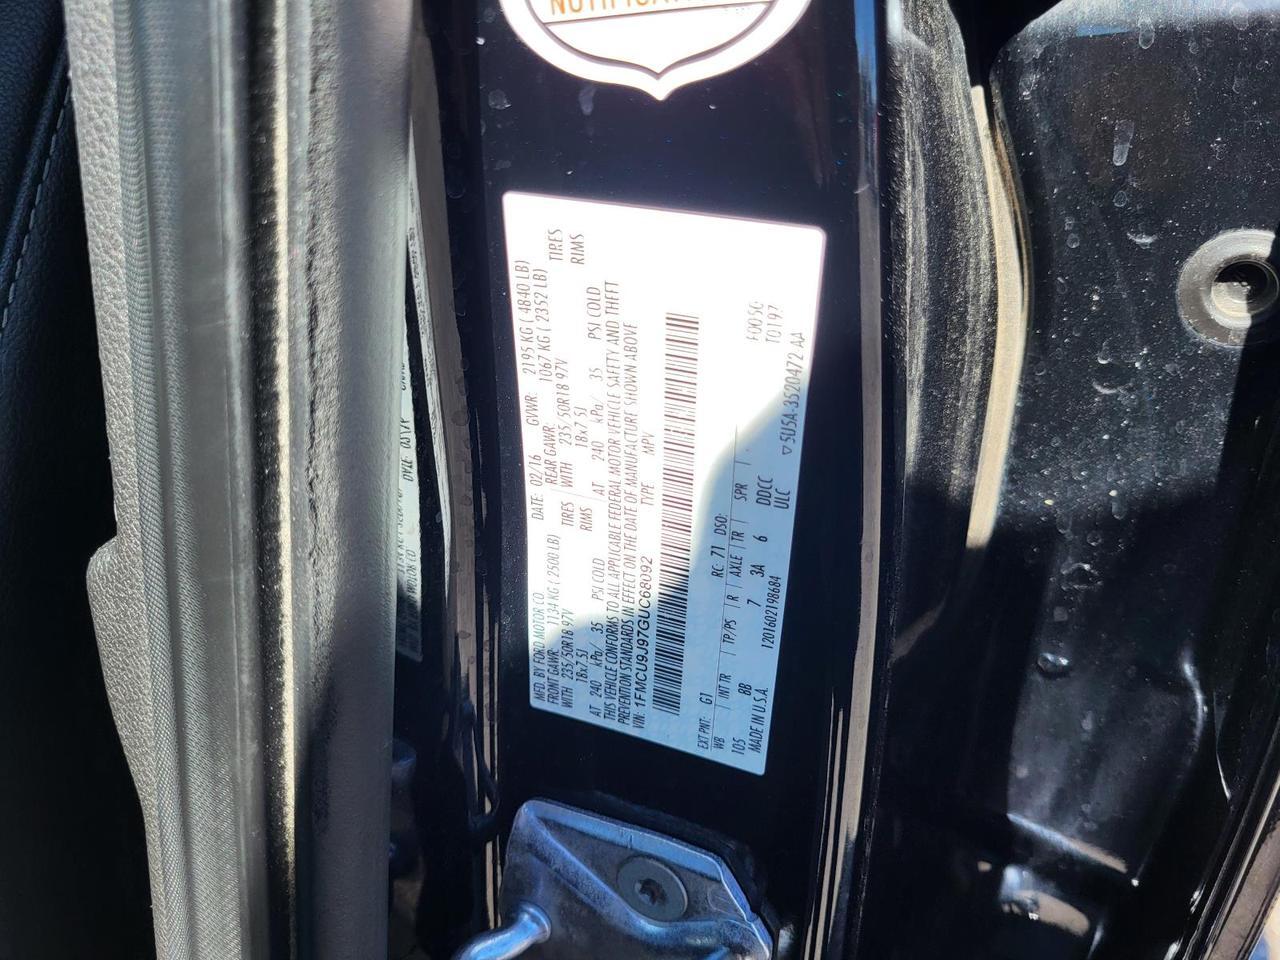 MFD. BY FORD MOTOR CO.
DATE: 02/16 GVWR: 2195 KG ( 4840 LB)
FRONT GAWR: 1134 KG ( 2500 LB) REAR GAWR: 1067 KG ( 2352 LB)
WITH 235/50R18 97V TIRES WITH 235/50R18 97V TIRES
18x7.5J RIMS 18x7.5J RIMS
AT 240 kPa/ 35 PSI COLD AT 240 kPa/ 35 PSI COLD
THIS VEHICLE CONFORMS TO ALL APPLICABLE FEDERAL MOTOR VEHICLE SAFETY AND THEFT
PREVENTION STANDARDS IN EFFECT ON THE DATE OF MANUFACTURE SHOWN ABOVE
VIN: 1FMCU9J97GUC68092 TYPE MPV
F0050
T0197
EXT PNT: G1 RC: 71 DSO:
WB | INT TR | TP/PS | R | AXLE | TR | SPR |
105 8B 7 3A 6 DDCC
MADE IN U.S.A. 1201602198684 ULC
▽5U5A-3520472 AA